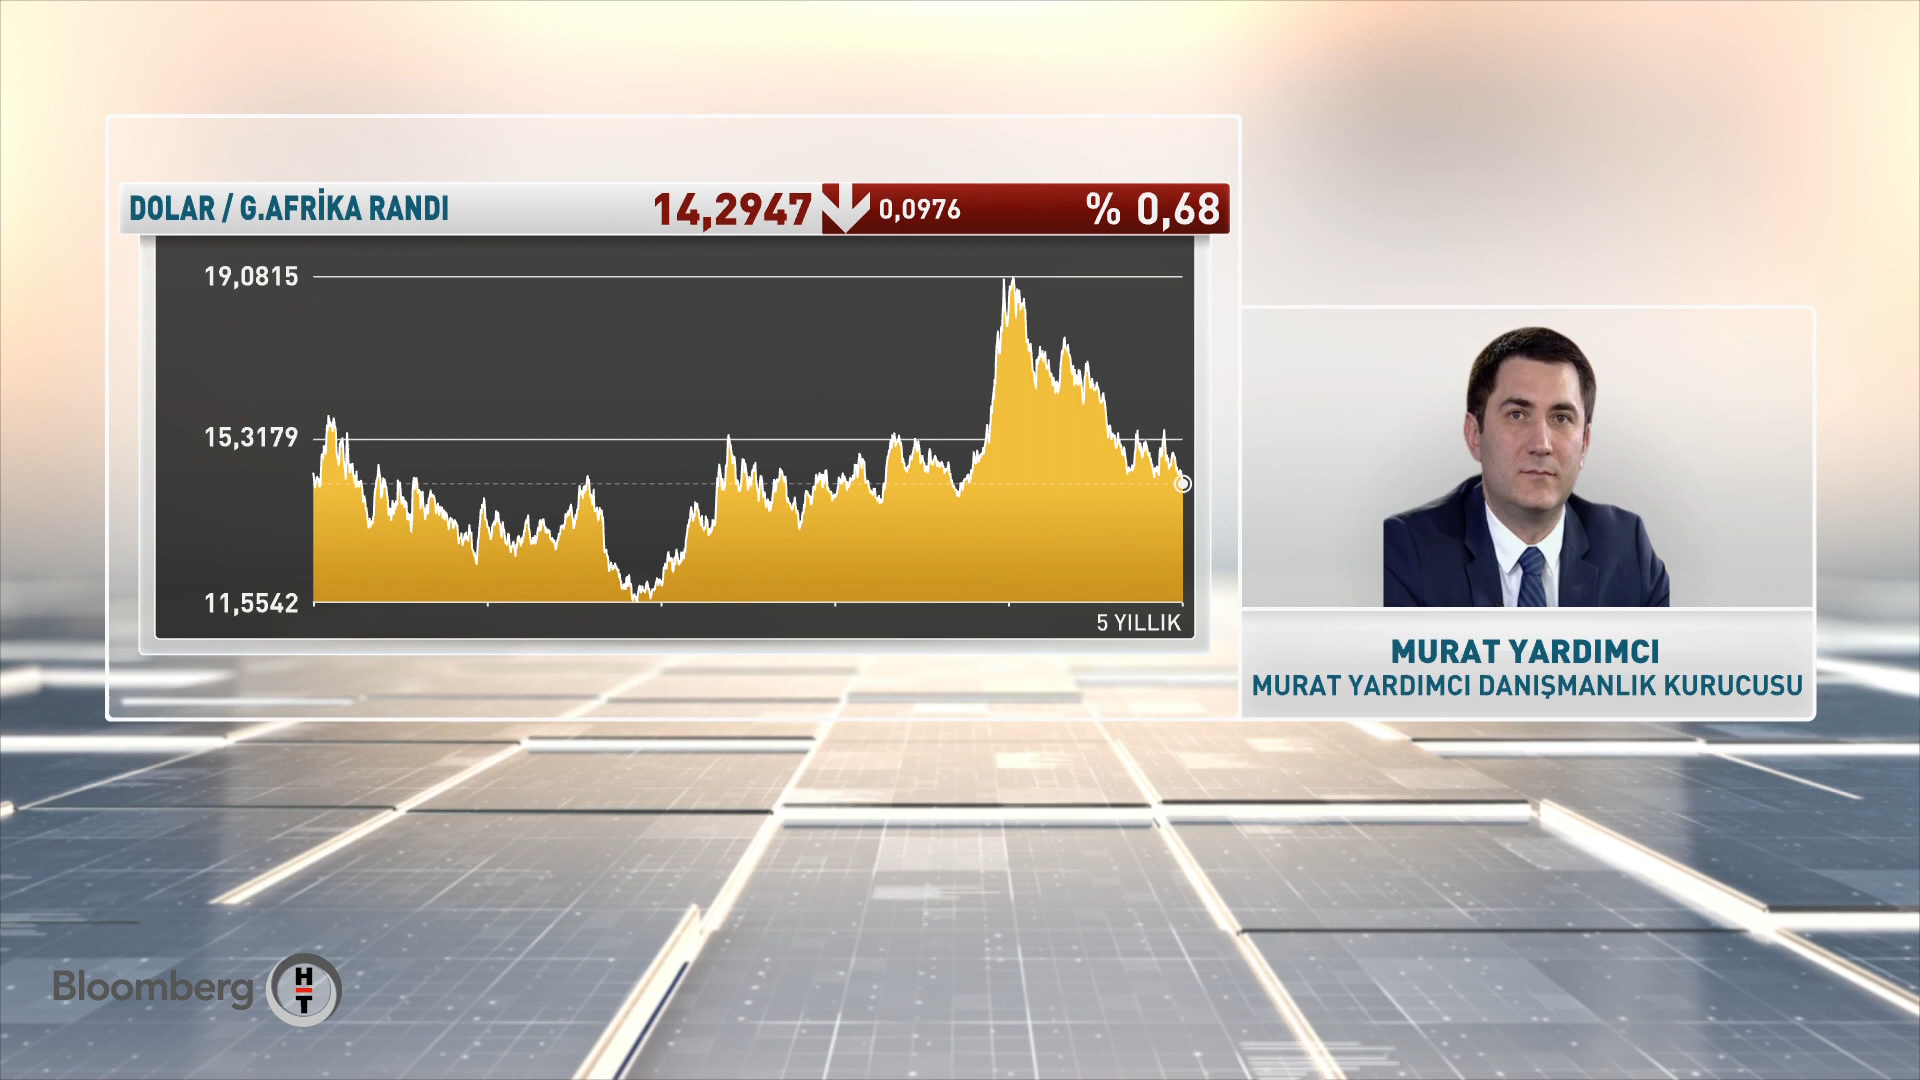 DOLAR / G.AFRİKA RANDI 14,2947 0,0976 % 0,68
19,0815
15,3179
11,5542
5 YILLIK
MURAT YARDIMCI
MURAT YARDIMCI DANIŞMANLIK KURUCUSU
Bloomberg HT